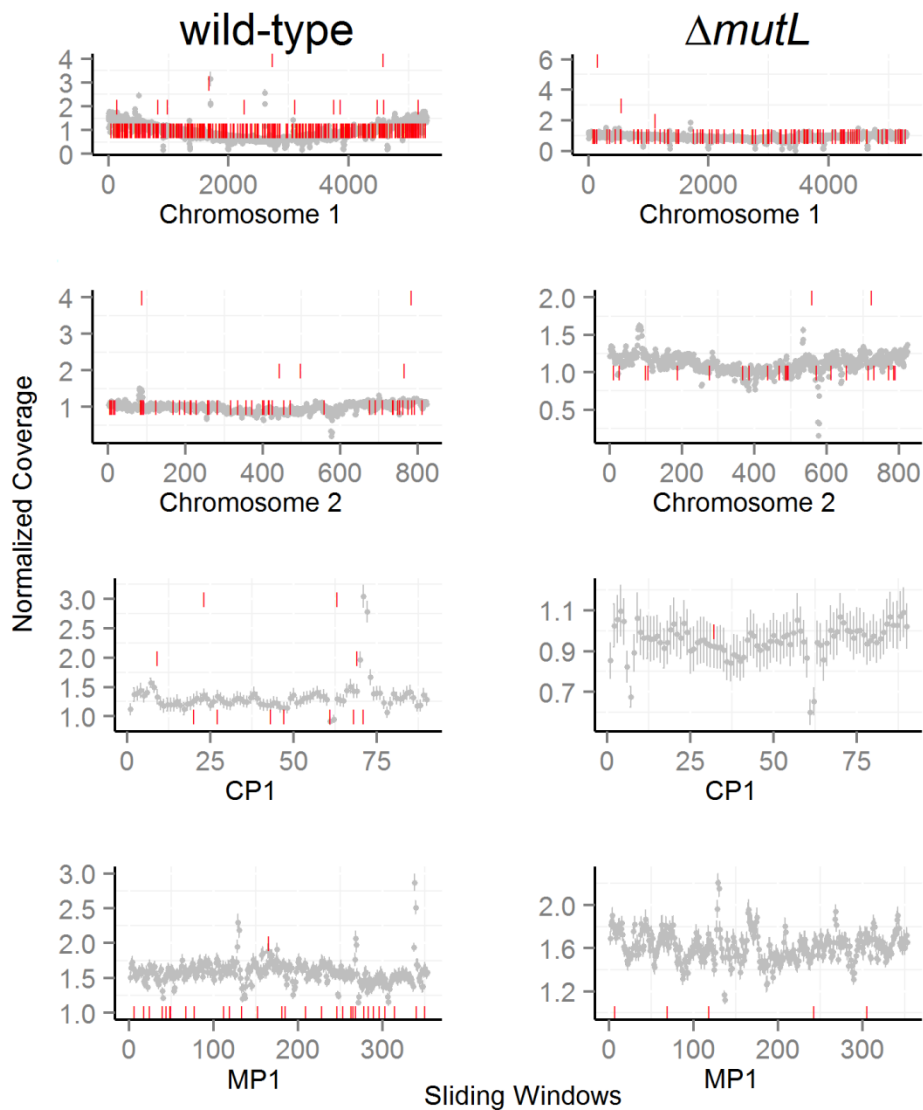 wild-type
ΔmutL
4
3
2
1
0
0 2000 4000
Chromosome 1
6
4
2
0
0 2000 4000
Chromosome 1
Normalized Coverage
4
3
2
1
0 200 400 600 800
Chromosome 2
2.0
1.5
1.0
0.5
0 200 400 600 800
Chromosome 2
3.0
2.5
2.0
1.5
1.0
0 25 50 75
CP1
1.1
0.9
0.7
0 25 50 75
CP1
3.0
2.5
2.0
1.5
1.0
0 100 200 300
MP1
2.0
1.6
1.2
0 100 200 300
MP1
Sliding Windows